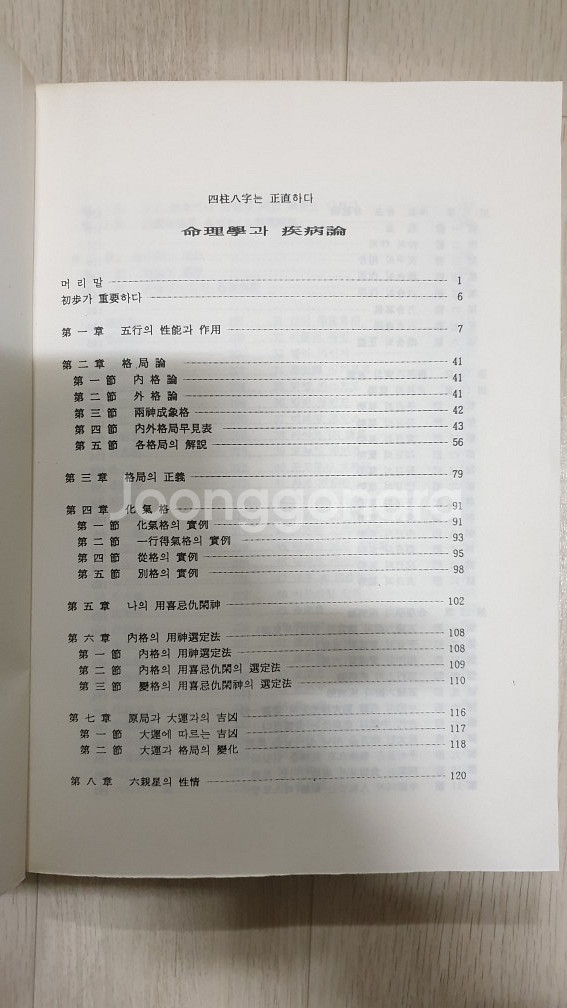 四柱八字는 正直하다
命理學과 疾病論
머 리 말 1
初歩가 重要하다 6
第 一 章 五行의 性能과 作用 7
第 二 章 格 局 論 41
第 一 節 內 格 論 41
第 二 節 外 格 論 41
第 三 節 兩神成象格 42
第 四 節 內外格局早見表 43
第 五 節 各格局의 解說 56
第 三 章 格局의 正義 79
第 四 章 化 氣 格 91
第 一 節 化氣格의 實例 91
第 二 節 一行得氣格의 實例 93
第 四 節 從格의 實例 95
第 五 節 別格의 實例 98
第 五 章 나의 用喜忌仇閑神 102
第 六 章 內格의 用神選定法 108
第 一 節 內格의 用神選定法 108
第 二 節 內格의 用喜忌仇閑의 選定法 109
第 三 節 變格의 用喜忌仇閑神의 選定法 110
第 七 章 原局과 大運과의 吉凶 116
第 一 節 大運에 따르는 吉凶 117
第 二 節 大運과 格局의 變化 118
第 八 章 六親星의 性情 120
Joonggonara